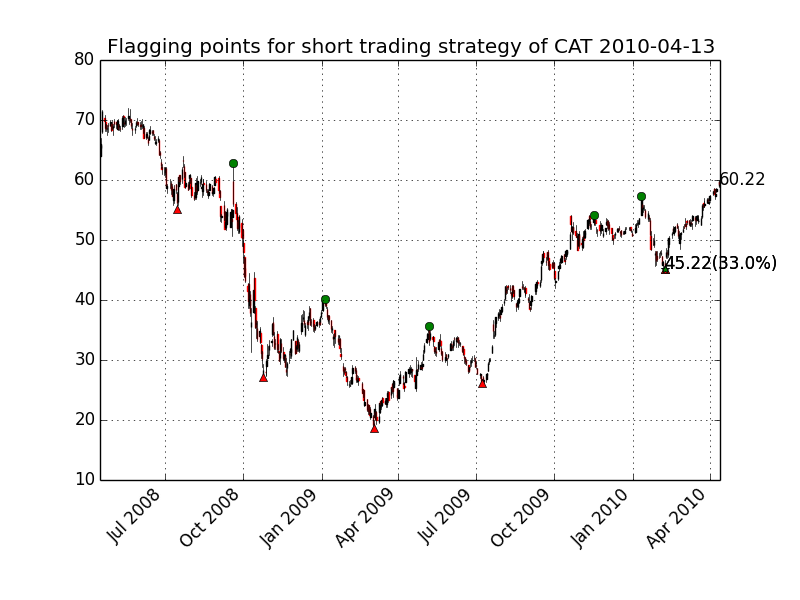 Flagging points for short trading strategy of CAT 2010-04-13
80
70
60
50
40
30
20
10
60.22
45.22(33.0%)
Jul 2008
Oct 2008
Jan 2009
Apr 2009
Jul 2009
Oct 2009
Jan 2010
Apr 2010